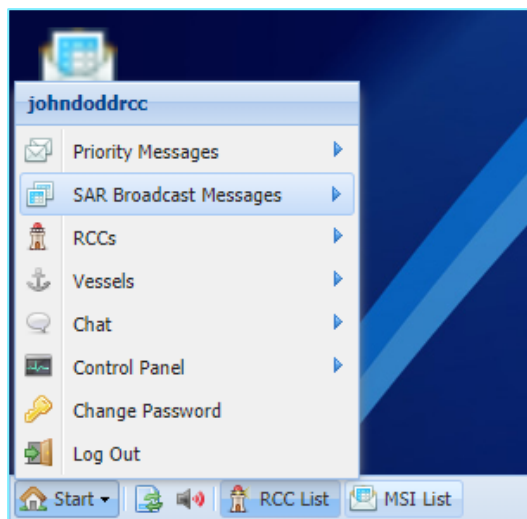 johndoddrcc
Priority Messages
SAR Broadcast Messages
RCCs
Vessels
Chat
Control Panel
Change Password
Log Out
Start RCC List MSI List